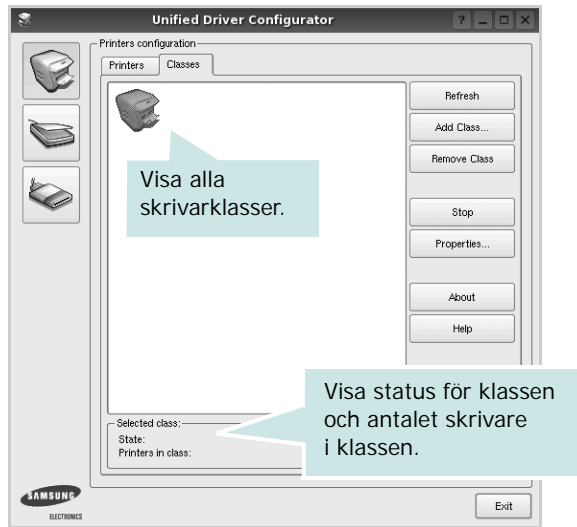 Unified Driver Configurator
Printers configuration
Printers
Classes
Refresh
Add Class...
Remove Class
Visa alla
skrivarklasser.
Stop
Properties...
About
Help
Visa status för klassen
och antalet skrivare
i klassen.
Selected class:
State:
Printers in class:
SAMSUNG
ELECTRONICS
Exit